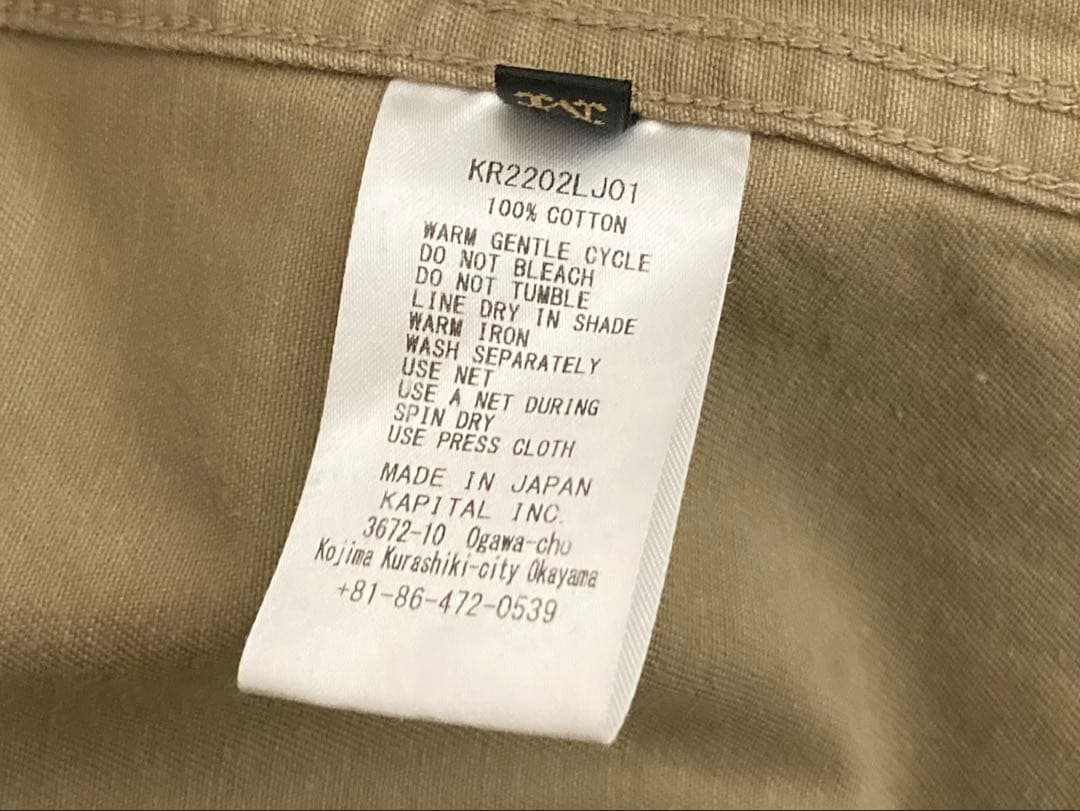 KR2202LJ01
100% COTTON
WARM GENTLE CYCLE
DO NOT BLEACH
DO NOT TUMBLE
LINE DRY IN SHADE
WARM IRON
WASH SEPARATELY
USE NET
USE A NET DURING
SPIN DRY
USE PRESS CLOTH
MADE IN JAPAN
KAPITAL INC.
3672-10 Ogawa-cho
Kojima Kurashiki-city Okayama
+81-86-472-0539